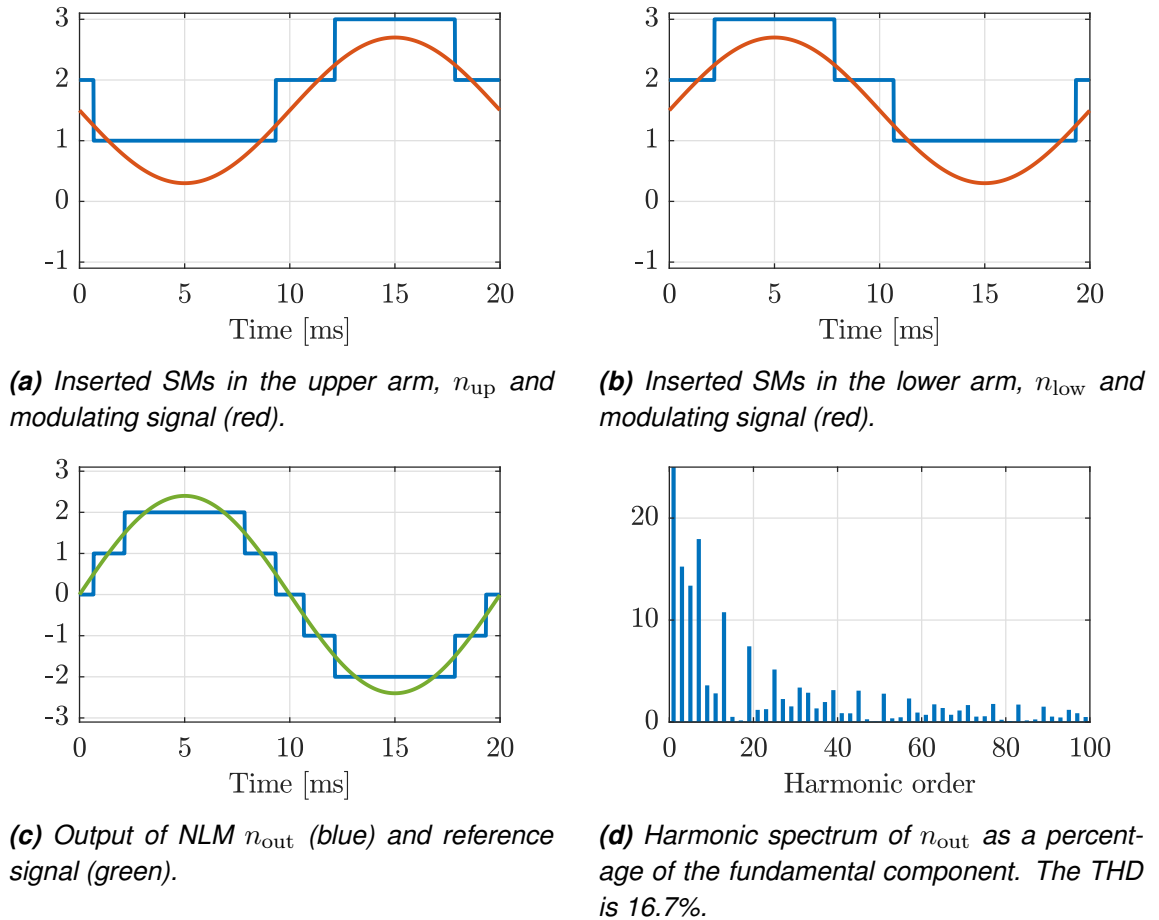 3
2
1
0
-1
0 5 10 15 20
Time [ms]
(a) Inserted SMs in the upper arm, n_up and
modulating signal (red).
3
2
1
0
-1
0 5 10 15 20
Time [ms]
(b) Inserted SMs in the lower arm, n_low and
modulating signal (red).
3
2
1
0
-1
-2
-3
0 5 10 15 20
Time [ms]
(c) Output of NLM n_out (blue) and reference
signal (green).
20
10
0
0 20 40 60 80 100
Harmonic order
(d) Harmonic spectrum of n_out as a percent-
age of the fundamental component. The THD
is 16.7%.